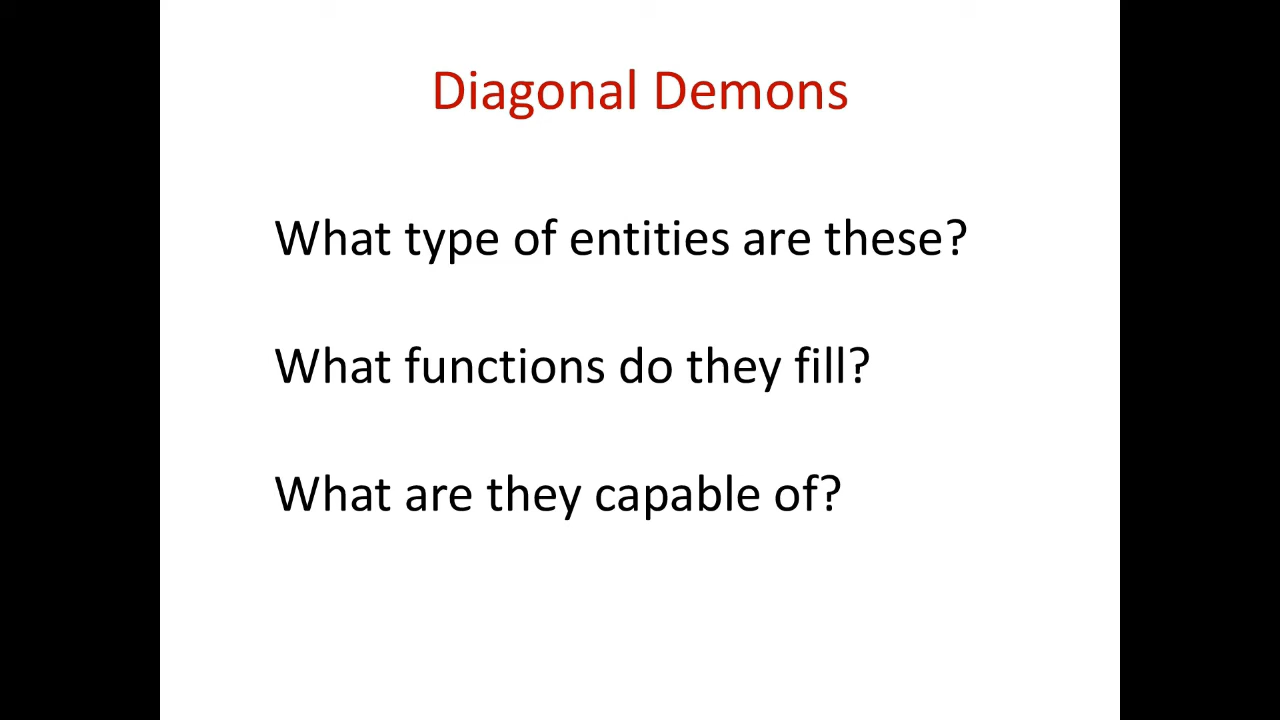 Diagonal Demons
What type of entities are these?
What functions do they fill?
What are they capable of?